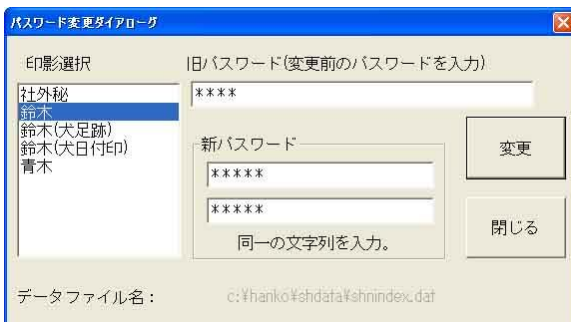 パスワード変更ダイアローグ
印影選択
旧パスワード(変更前のパスワードを入力)
社外秘
鈴木
鈴木(犬足跡)
鈴木(犬日付印)
青木
****
新パスワード
*****
*****
同一の文字列を入力。
変更
閉じる
データファイル名:
c:¥hanko¥shdata¥shnindex.dat